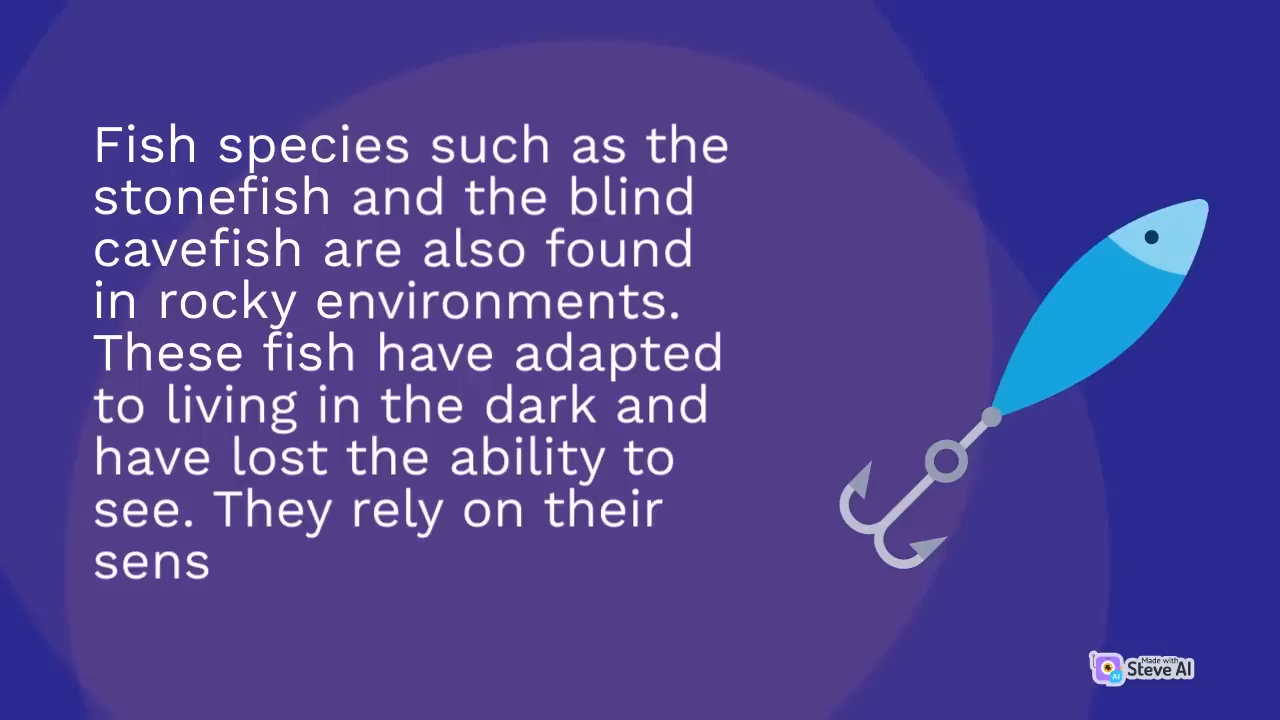 Fish species such as the
stonefish and the blind
cavefish are also found
in rocky environments.
These fish have adapted
to living in the dark and
have lost the ability to
see. They rely on their
sens
Made with
Steve AI
AI